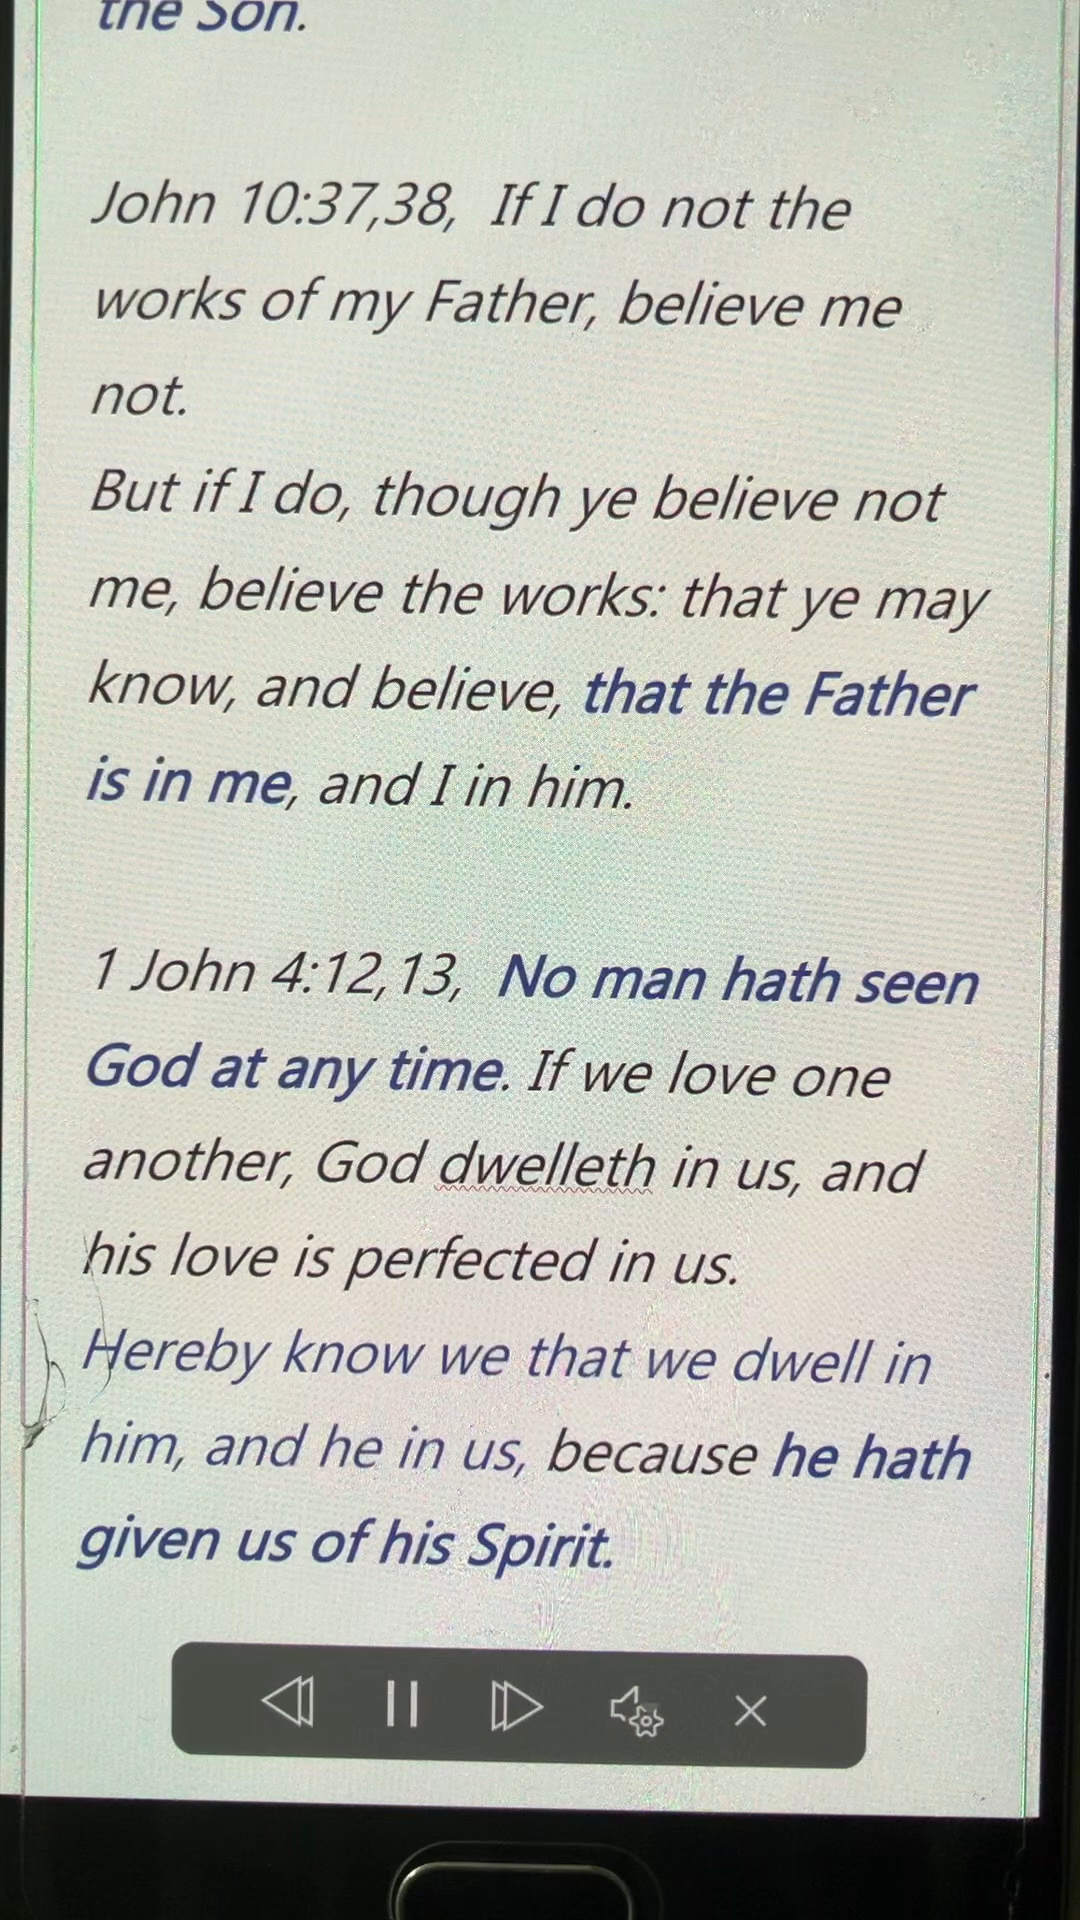 the Son.
John 10:37,38, If I do not the
works of my Father, believe me
not.
But if I do, though ye believe not
me, believe the works: that ye may
know, and believe, that the Father
is in me, and I in him.
1 John 4:12,13, No man hath seen
God at any time. If we love one
another, God dwelleth in us, and
his love is perfected in us.
Hereby know we that we dwell in
him, and he in us, because he hath
given us of his Spirit.